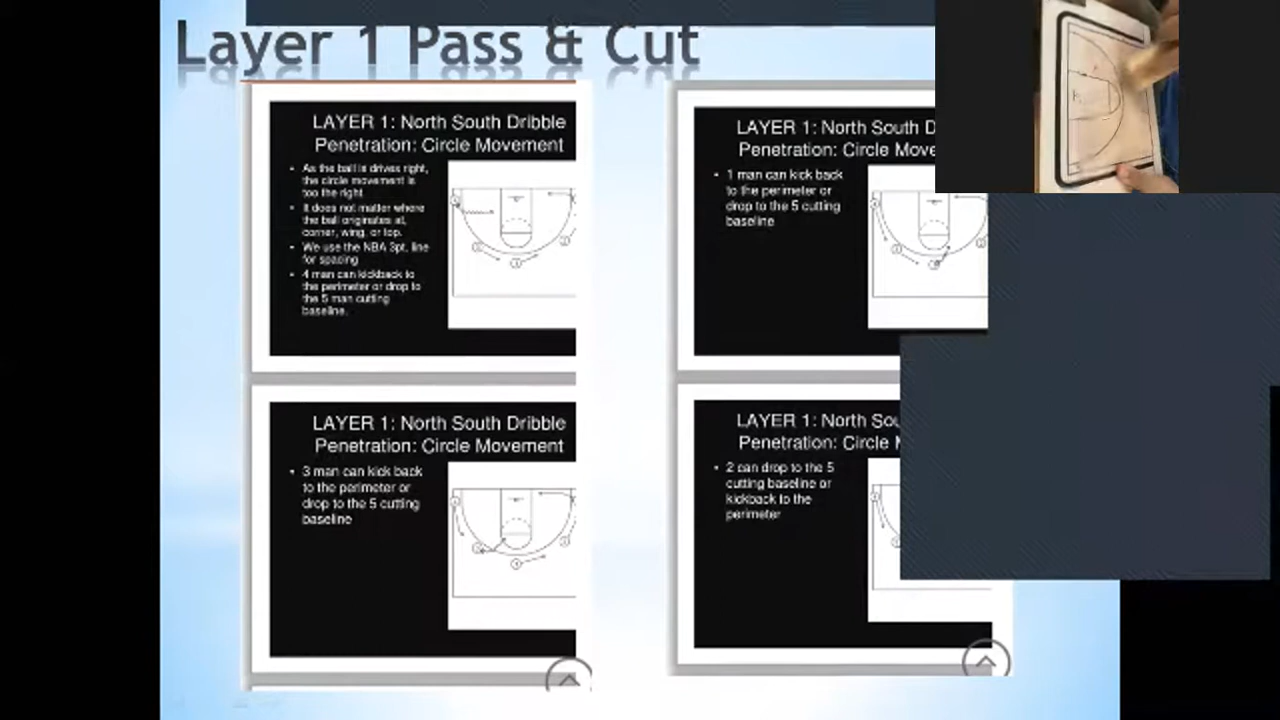 Layer 1 Pass & Cut
LAYER 1: North South Dribble
Penetration: Circle Movement
• As the ball is drives right,
the circle movement is
too the right.
• It does not matter where
the ball originates at,
corner, wing, or top.
• We use the NBA 3pt. line
for spacing
• 4 man can kickback to
the perimeter or drop to
the 5 man cutting
baseline.
LAYER 1: North South D
Penetration: Circle Move
• 1 man can kick back
to the perimeter or
drop to the 5 cutting
baseline
LAYER 1: North South Dribble
Penetration: Circle Movement
• 3 man can kick back
to the perimeter or
drop to the 5 cutting
baseline
LAYER 1: North Sou
Penetration: Circle
• 2 can drop to the 5
cutting baseline or
kickback to the
perimeter